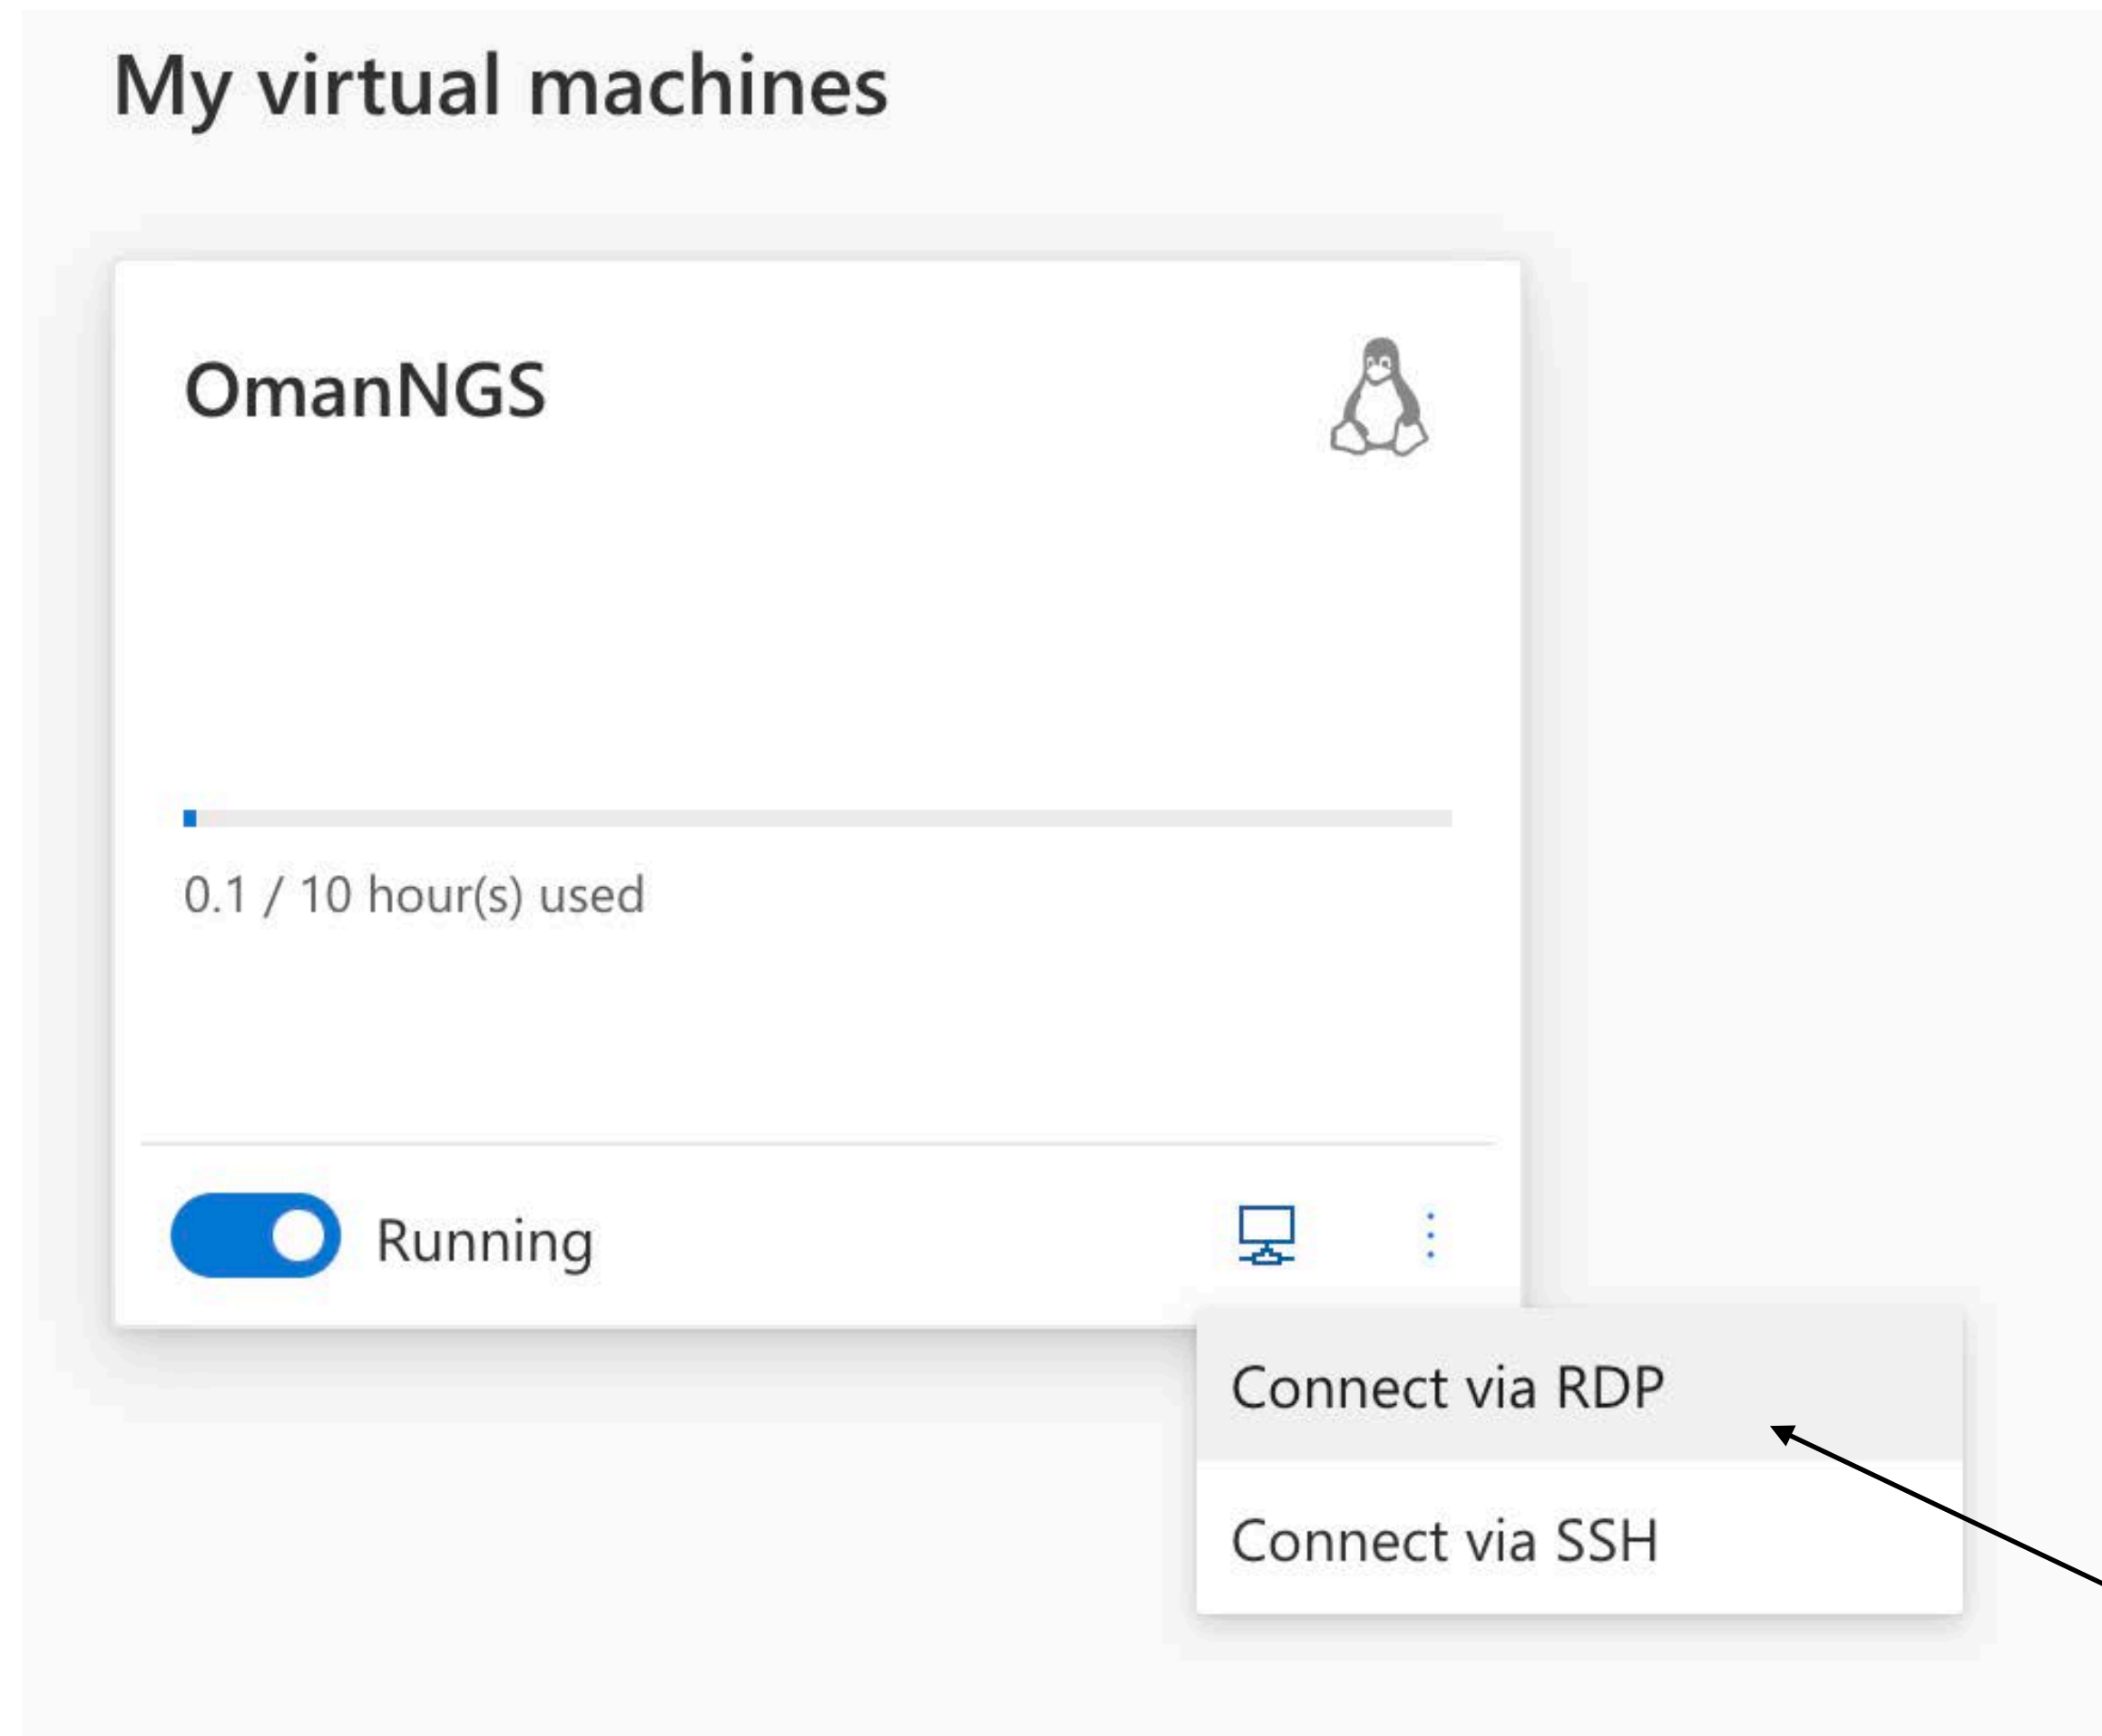 My virtual machines
OmanNGS
0.1 / 10 hour(s) used
Running
Connect via RDP
Connect via SSH